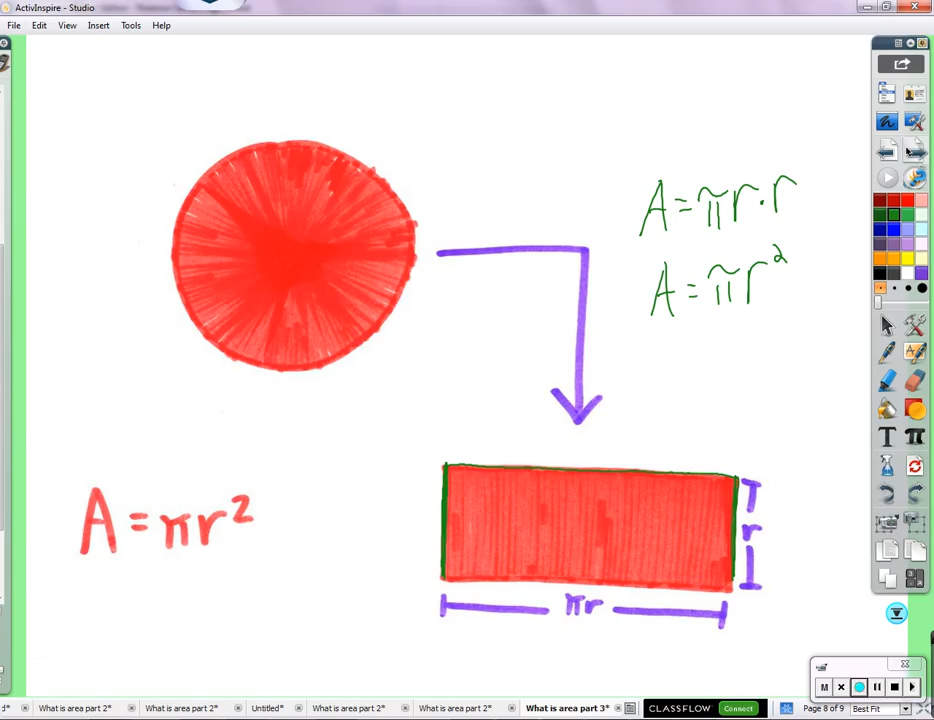 ActivInspire - Studio
File Edit View Insert Tools Help
A = πr · r
A = πr²
A = πr²
r
πr
T
π
M
d*
What is area part 2*
What is area part 2*
Untitled*
What is area part 2*
What is area part 2*
What is area part 3*
CLASSFLOW
Connect
Page 8 of 9
Best Fit